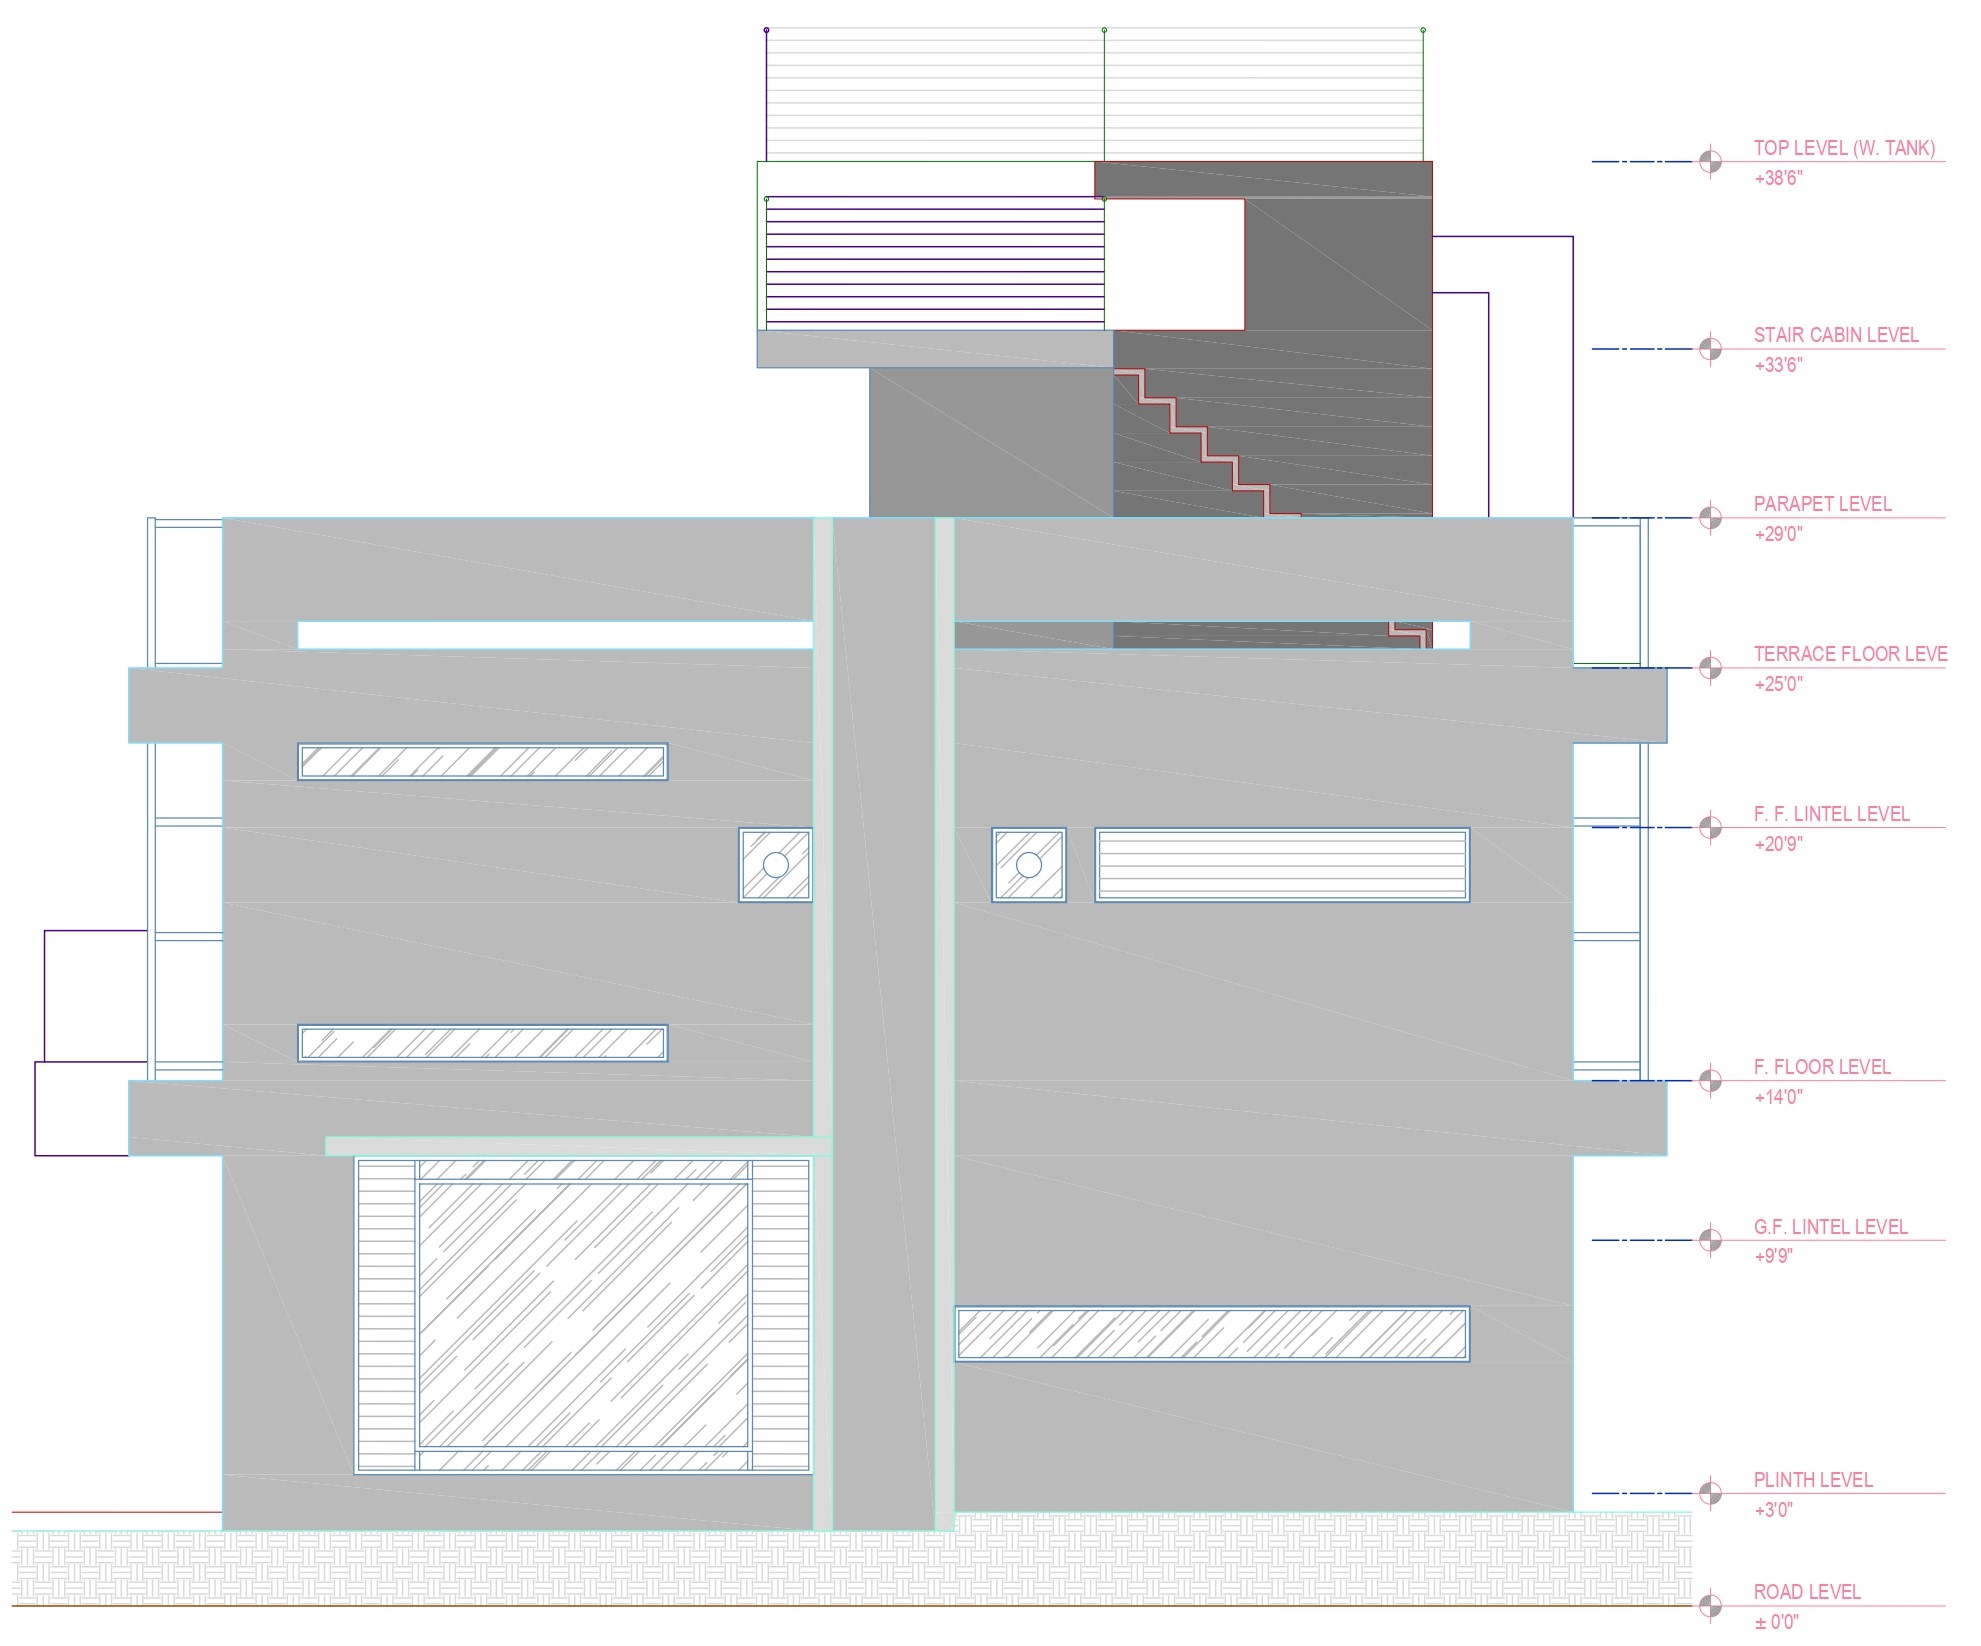 TOP LEVEL (W. TANK)
+38'6"
STAIR CABIN LEVEL
+33'6"
PARAPET LEVEL
+29'0"
TERRACE FLOOR LEVE
+25'0"
F. F. LINTEL LEVEL
+20'9"
F. FLOOR LEVEL
+14'0"
G.F. LINTEL LEVEL
+9'9"
PLINTH LEVEL
+3'0"
ROAD LEVEL
± 0'0"